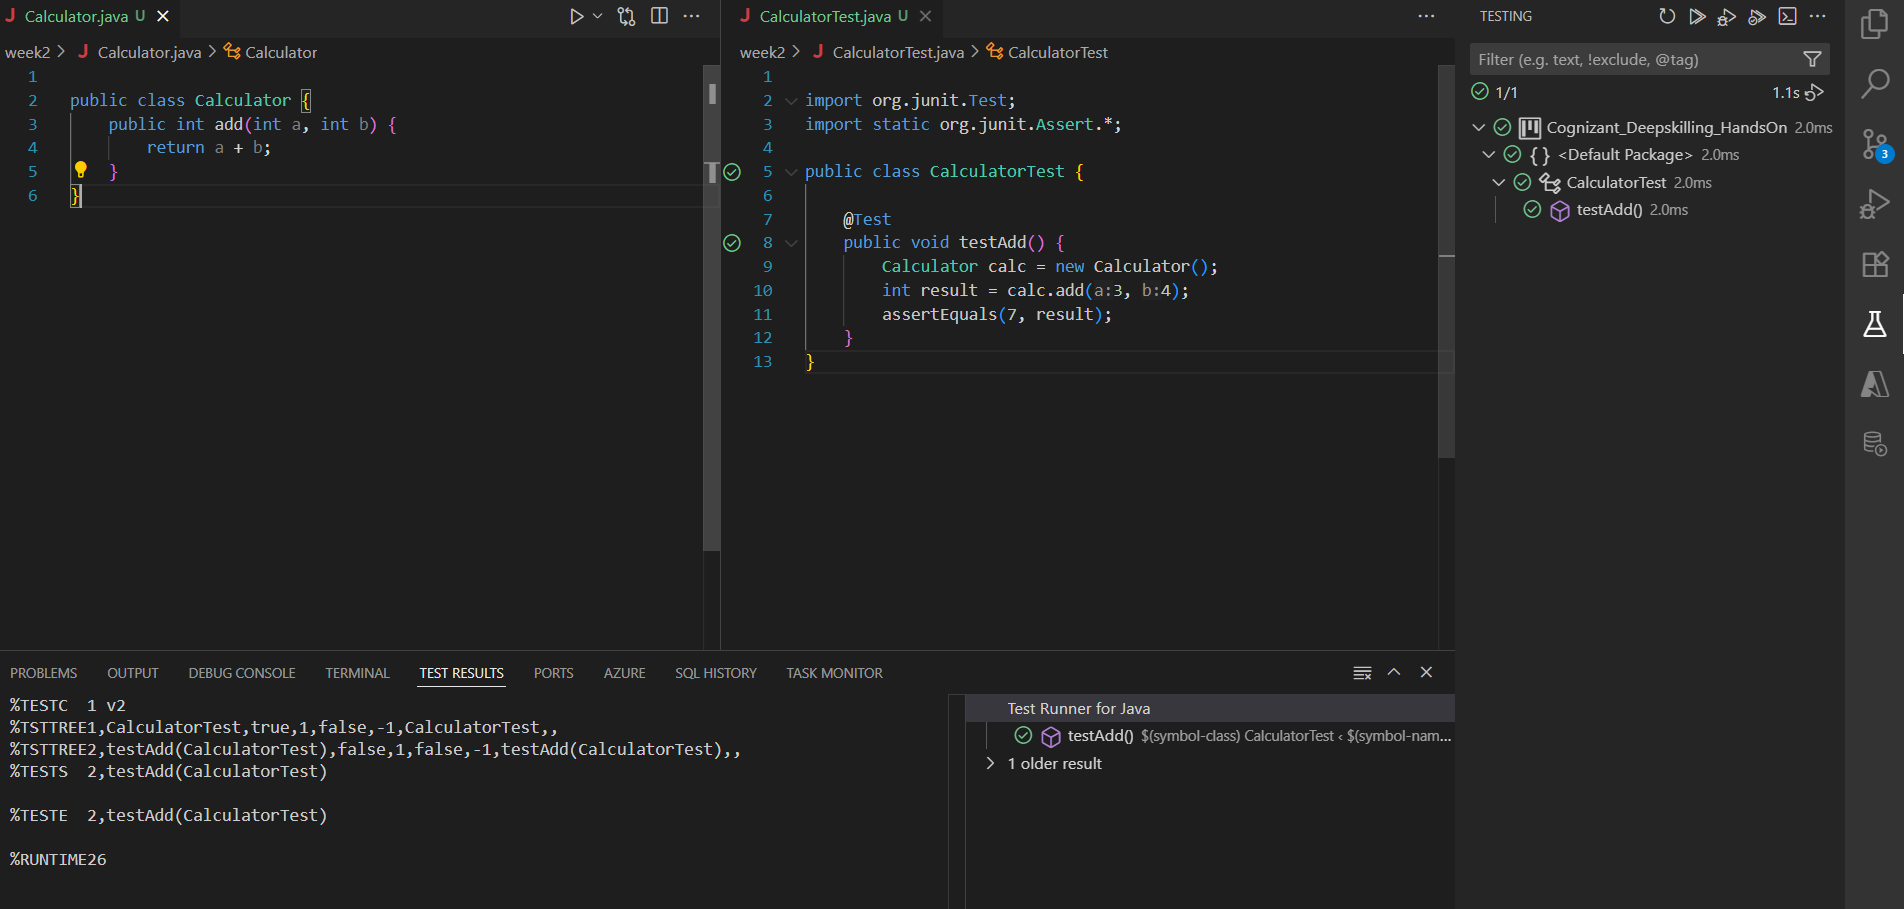 Calculator.java U
week2 > Calculator.java > Calculator
1
2 public class Calculator {
3 public int add(int a, int b) {
4 return a + b;
5 }
6 }
CalculatorTest.java U
week2 > CalculatorTest.java > CalculatorTest
1
2 import org.junit.Test;
3 import static org.junit.Assert.*;
4
5 public class CalculatorTest {
6
7 @Test
8 public void testAdd() {
9 Calculator calc = new Calculator();
10 int result = calc.add(a:3, b:4);
11 assertEquals(7, result);
12 }
13 }
TESTING
Filter (e.g. text, !exclude, @tag)
1/1 1.1s
Cognizant_Deepskilling_HandsOn 2.0ms
{} <Default Package> 2.0ms
CalculatorTest 2.0ms
testAdd() 2.0ms
3
PROBLEMS OUTPUT DEBUG CONSOLE TERMINAL TEST RESULTS PORTS AZURE SQL HISTORY TASK MONITOR
%TESTC 1 v2
%TSTTREE1,CalculatorTest,true,1,false,-1,CalculatorTest,,
%TSTTREE2,testAdd(CalculatorTest),false,1,false,-1,testAdd(CalculatorTest),,
%TESTS 2,testAdd(CalculatorTest)
%TESTE 2,testAdd(CalculatorTest)
%RUNTIME26
Test Runner for Java
testAdd() $(symbol-class) CalculatorTest ‹ $(symbol-nam...
1 older result